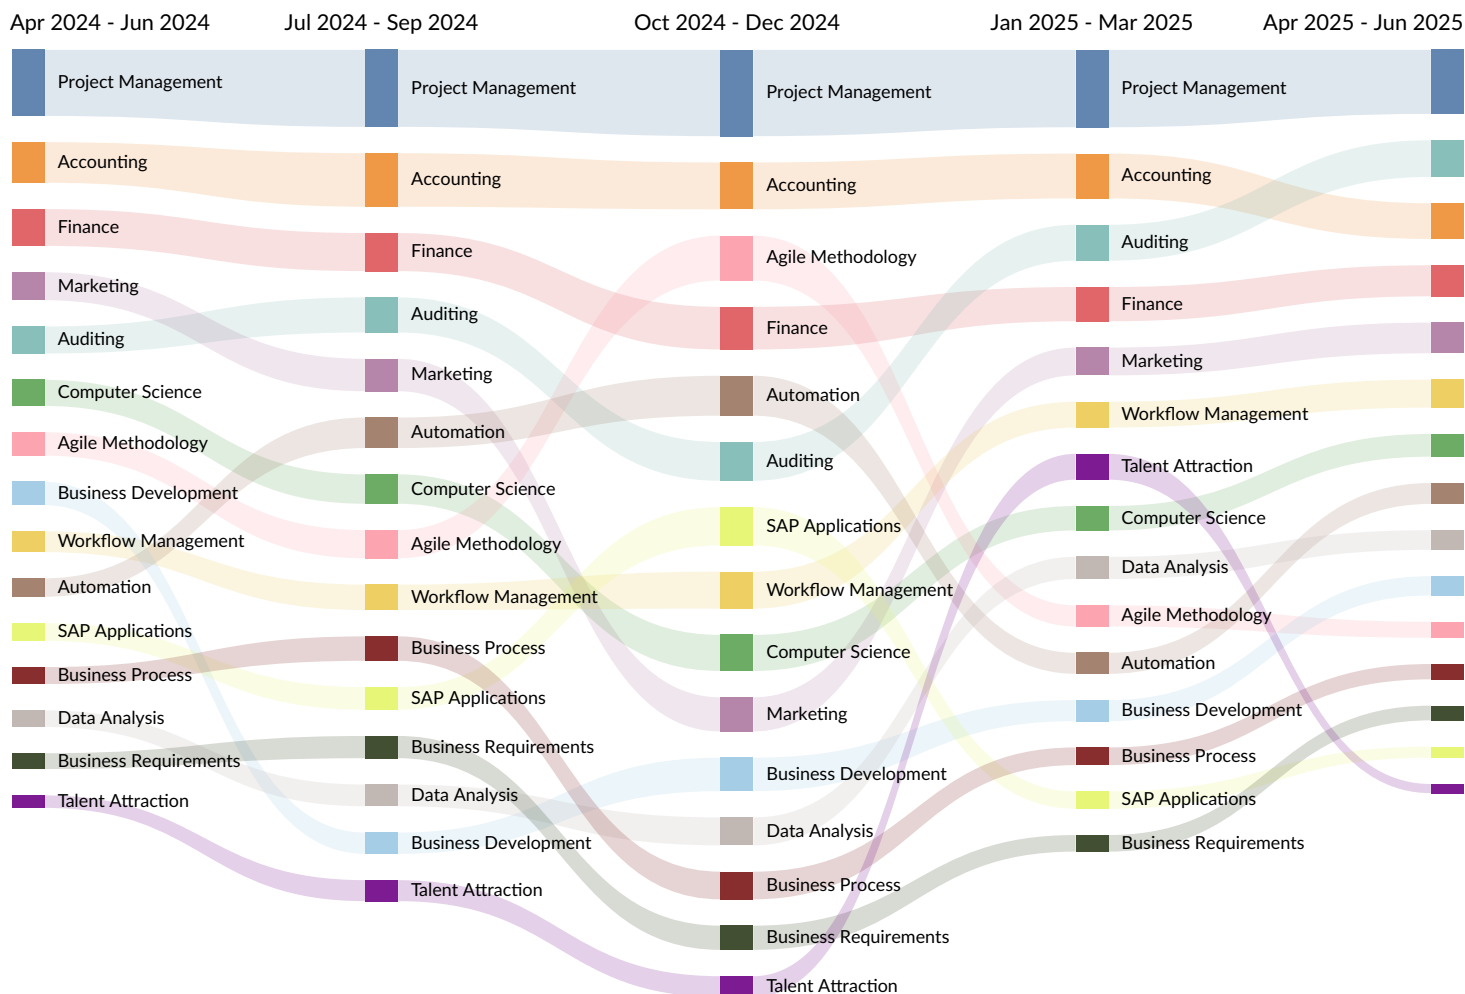 Apr 2024 - Jun 2024
Jul 2024 - Sep 2024
Oct 2024 - Dec 2024
Jan 2025 - Mar 2025
Apr 2025 - Jun 2025
Project Management
Accounting
Finance
Marketing
Auditing
Computer Science
Agile Methodology
Business Development
Workflow Management
Automation
SAP Applications
Business Process
Data Analysis
Business Requirements
Talent Attraction
Project Management
Accounting
Finance
Auditing
Marketing
Automation
Computer Science
Agile Methodology
Workflow Management
Business Process
SAP Applications
Business Requirements
Data Analysis
Business Development
Talent Attraction
Project Management
Accounting
Agile Methodology
Finance
Automation
Auditing
SAP Applications
Workflow Management
Computer Science
Marketing
Business Development
Data Analysis
Business Process
Business Requirements
Talent Attraction
Project Management
Accounting
Auditing
Finance
Marketing
Workflow Management
Talent Attraction
Computer Science
Data Analysis
Agile Methodology
Automation
Business Development
Business Process
SAP Applications
Business Requirements